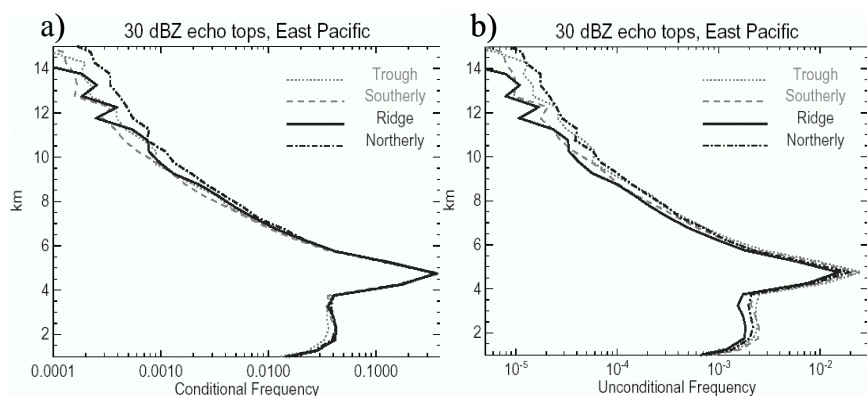 a)
30 dBZ echo tops, East Pacific
14
12
10
8
6
4
2
km
Trough
Southerly
Ridge
Northerly
0.0001
0.0010
0.0100
0.1000
Conditional Frequency
b)
30 dBZ echo tops, East Pacific
14
12
10
8
6
4
2
km
Trough
Southerly
Ridge
Northerly
10⁻⁵
10⁻⁴
10⁻³
10⁻²
Unconditional Frequency